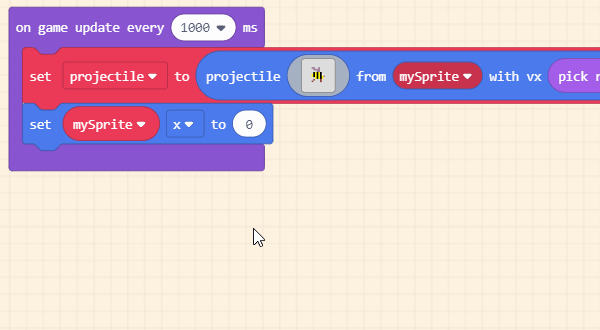 on game update every 1000 ms
set projectile to projectile from mySprite with vx pick r
set mySprite x to 0